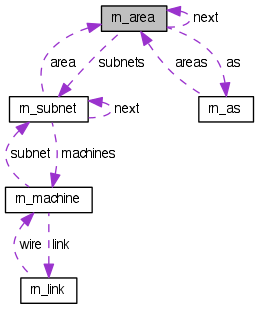 rn_area
next
area
subnets
areas
as
rn_subnet
next
rn_as
subnet
machines
rn_machine
wire
link
rn_link